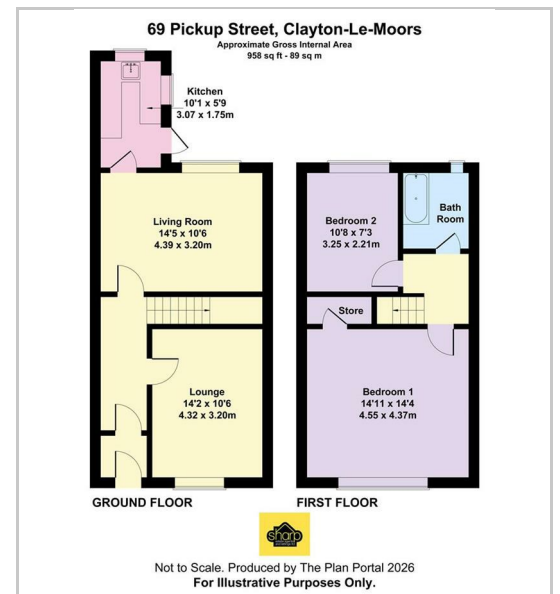 69 Pickup Street, Clayton-Le-Moors
Approximate Gross Internal Area
958 sq ft - 89 sq m
Kitchen
10'1 x 5'9
3.07 x 1.75m
Living Room
14'5 x 10'6
4.39 x 3.20m
Lounge
14'2 x 10'6
4.32 x 3.20m
GROUND FLOOR
Bedroom 2
10'8 x 7'3
3.25 x 2.21m
Bath
Room
Store
Bedroom 1
14'11 x 14'4
4.55 x 4.37m
FIRST FLOOR
sharp
Not to Scale. Produced by The Plan Portal 2026
For Illustrative Purposes Only.